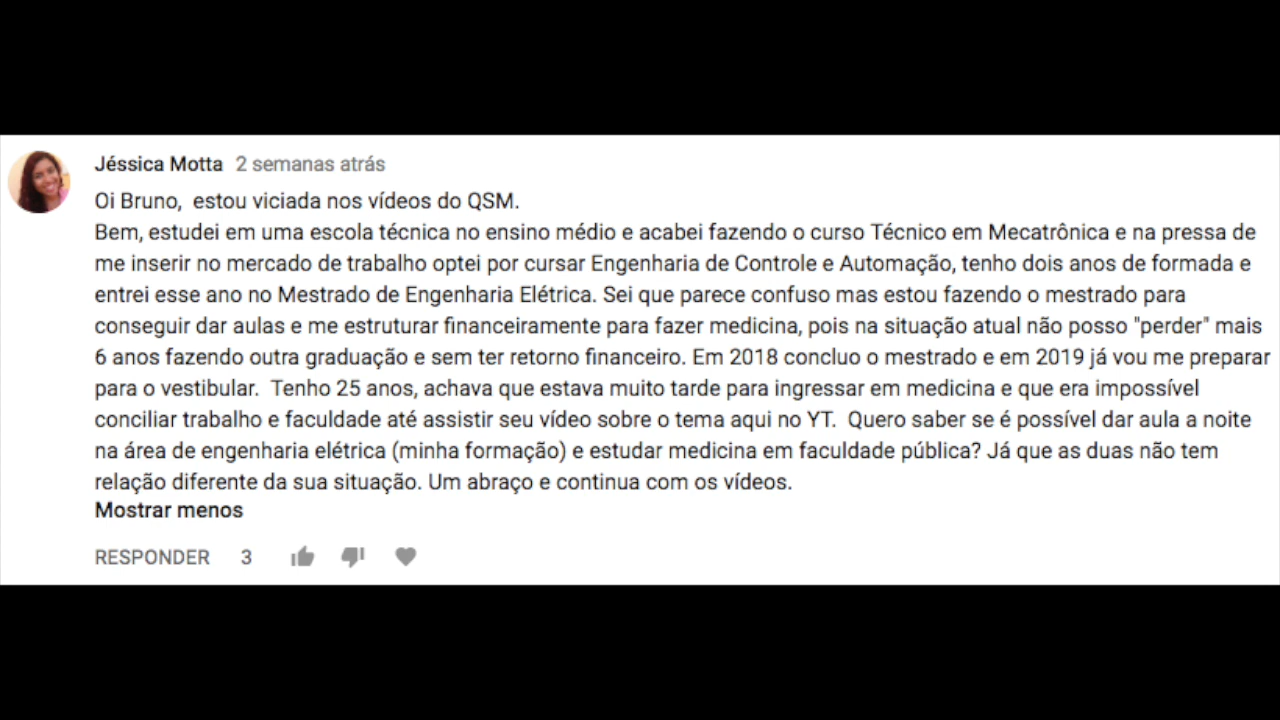 Jéssica Motta 2 semanas atrás
Oi Bruno,  estou viciada nos vídeos do QSM.
Bem, estudei em uma escola técnica no ensino médio e acabei fazendo o curso Técnico em Mecatrônica e na pressa de
me inserir no mercado de trabalho optei por cursar Engenharia de Controle e Automação, tenho dois anos de formada e
entrei esse ano no Mestrado de Engenharia Elétrica. Sei que parece confuso mas estou fazendo o mestrado para
conseguir dar aulas e me estruturar financeiramente para fazer medicina, pois na situação atual não posso "perder" mais
6 anos fazendo outra graduação e sem ter retorno financeiro. Em 2018 concluo o mestrado e em 2019 já vou me preparar
para o vestibular.  Tenho 25 anos, achava que estava muito tarde para ingressar em medicina e que era impossível
conciliar trabalho e faculdade até assistir seu vídeo sobre o tema aqui no YT.  Quero saber se é possível dar aula a noite
na área de engenharia elétrica (minha formação) e estudar medicina em faculdade pública? Já que as duas não tem
relação diferente da sua situação. Um abraço e continua com os vídeos.
Mostrar menos
RESPONDER 3